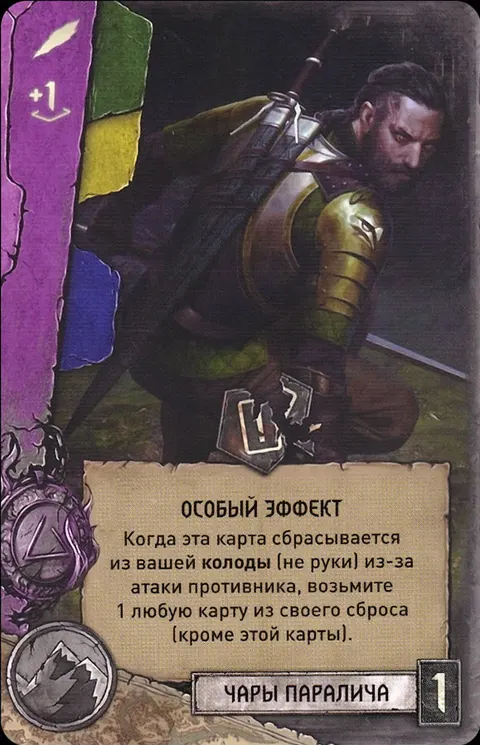 +1
ОСОБЫЙ ЭФФЕКТ
Когда эта карта сбрасывается
из вашей колоды (не руки) из-за
атаки противника, возьмите
1 любую карту из своего сброса
(кроме этой карты).
ЧАРЫ ПАРАЛИЧА
1